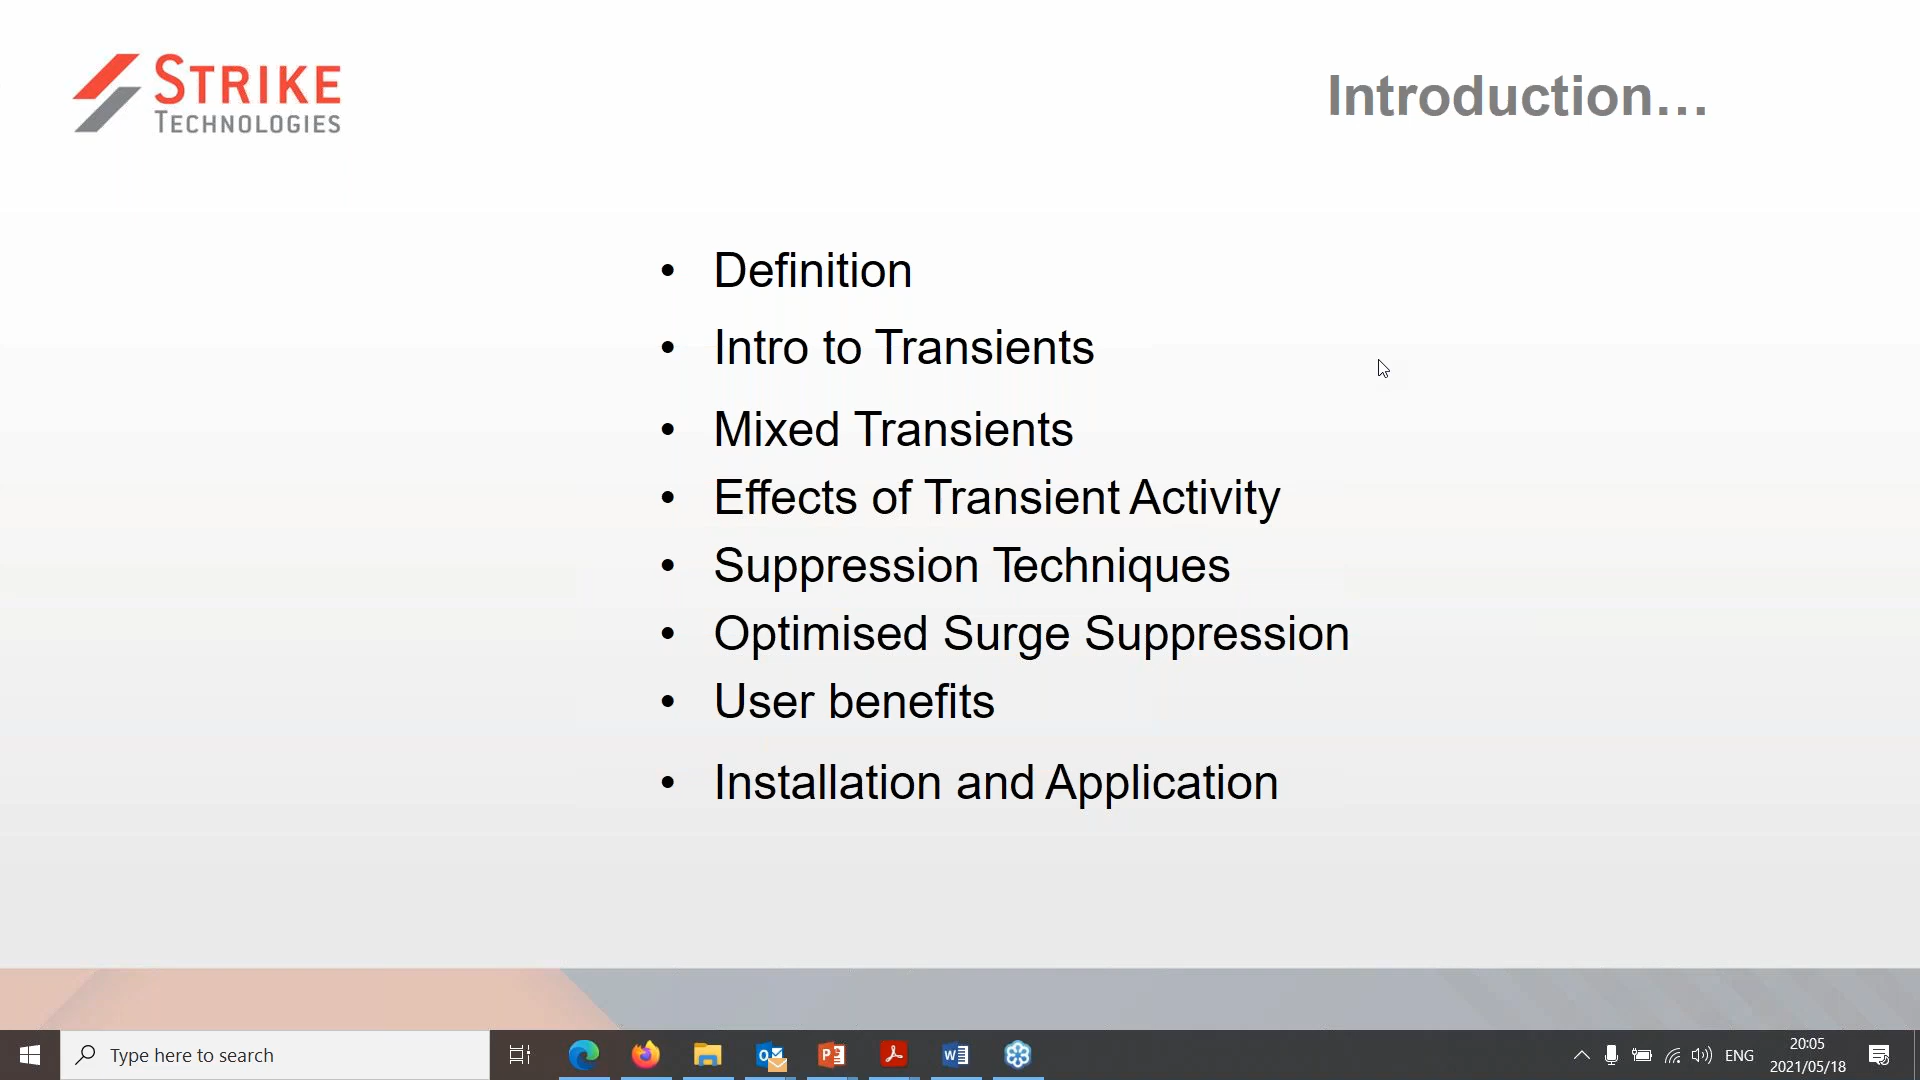 STRIKE
TECHNOLOGIES
Introduction…
• Definition
• Intro to Transients
• Mixed Transients
• Effects of Transient Activity
• Suppression Techniques
• Optimised Surge Suppression
• User benefits
• Installation and Application
Type here to search
ENG
20:05
2021/05/18